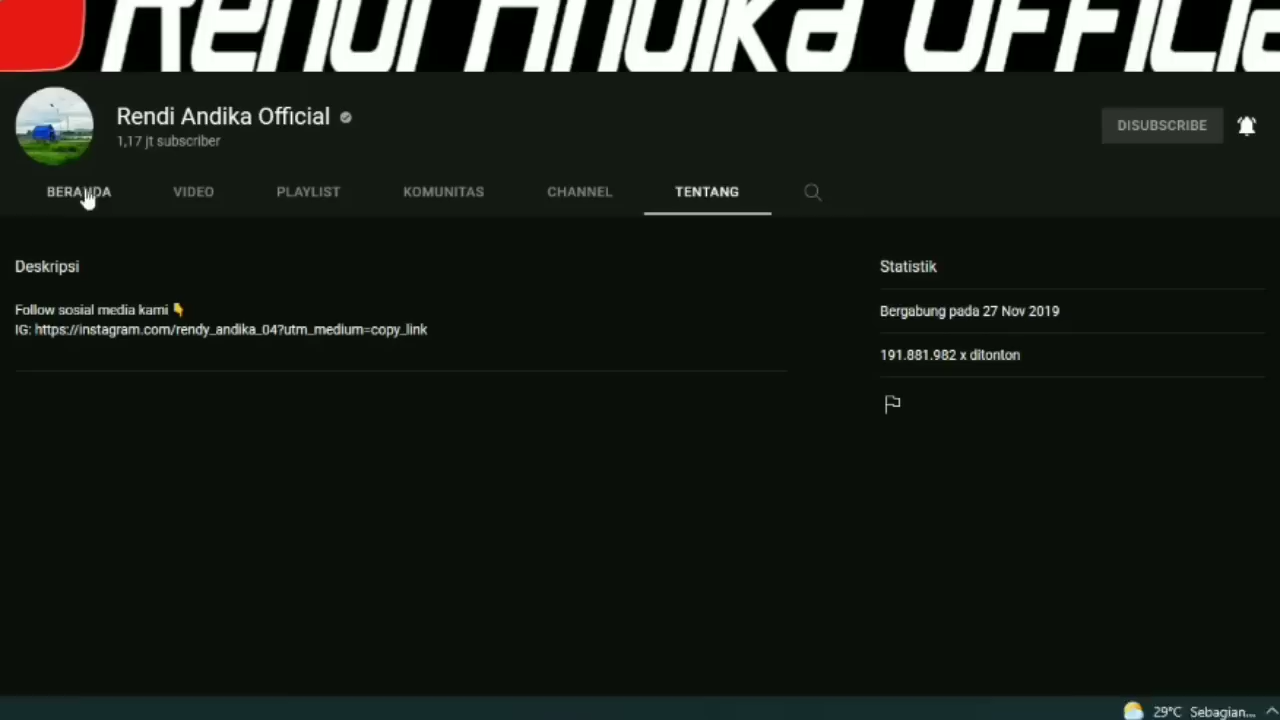 Rendi Andika Official
Rendi Andika Official
1,17 jt subscriber
DISUBSCRIBE
BERANDA
VIDEO
PLAYLIST
KOMUNITAS
CHANNEL
TENTANG
Deskripsi
Follow sosial media kami 👇
IG: https://instagram.com/rendy_andika_04?utm_medium=copy_link
Statistik
Bergabung pada 27 Nov 2019
191.881.982 x ditonton
29°C Sebagian...